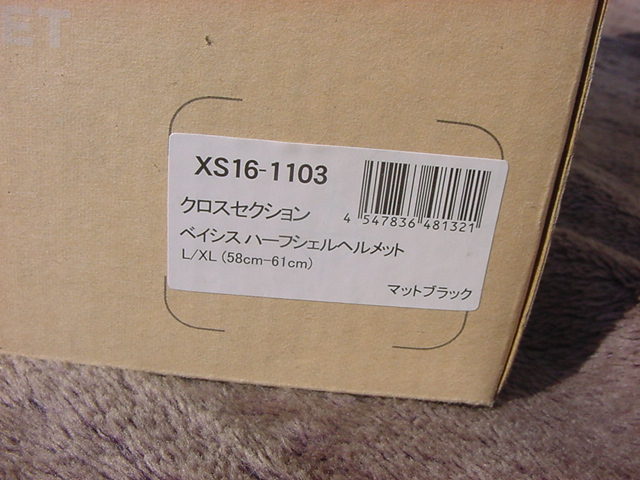 ET
XS16-1103
4 547836 481321
クロスセクション
ベイシス ハーフシェルヘルメット
L/XL (58cm-61cm)
マットブラック